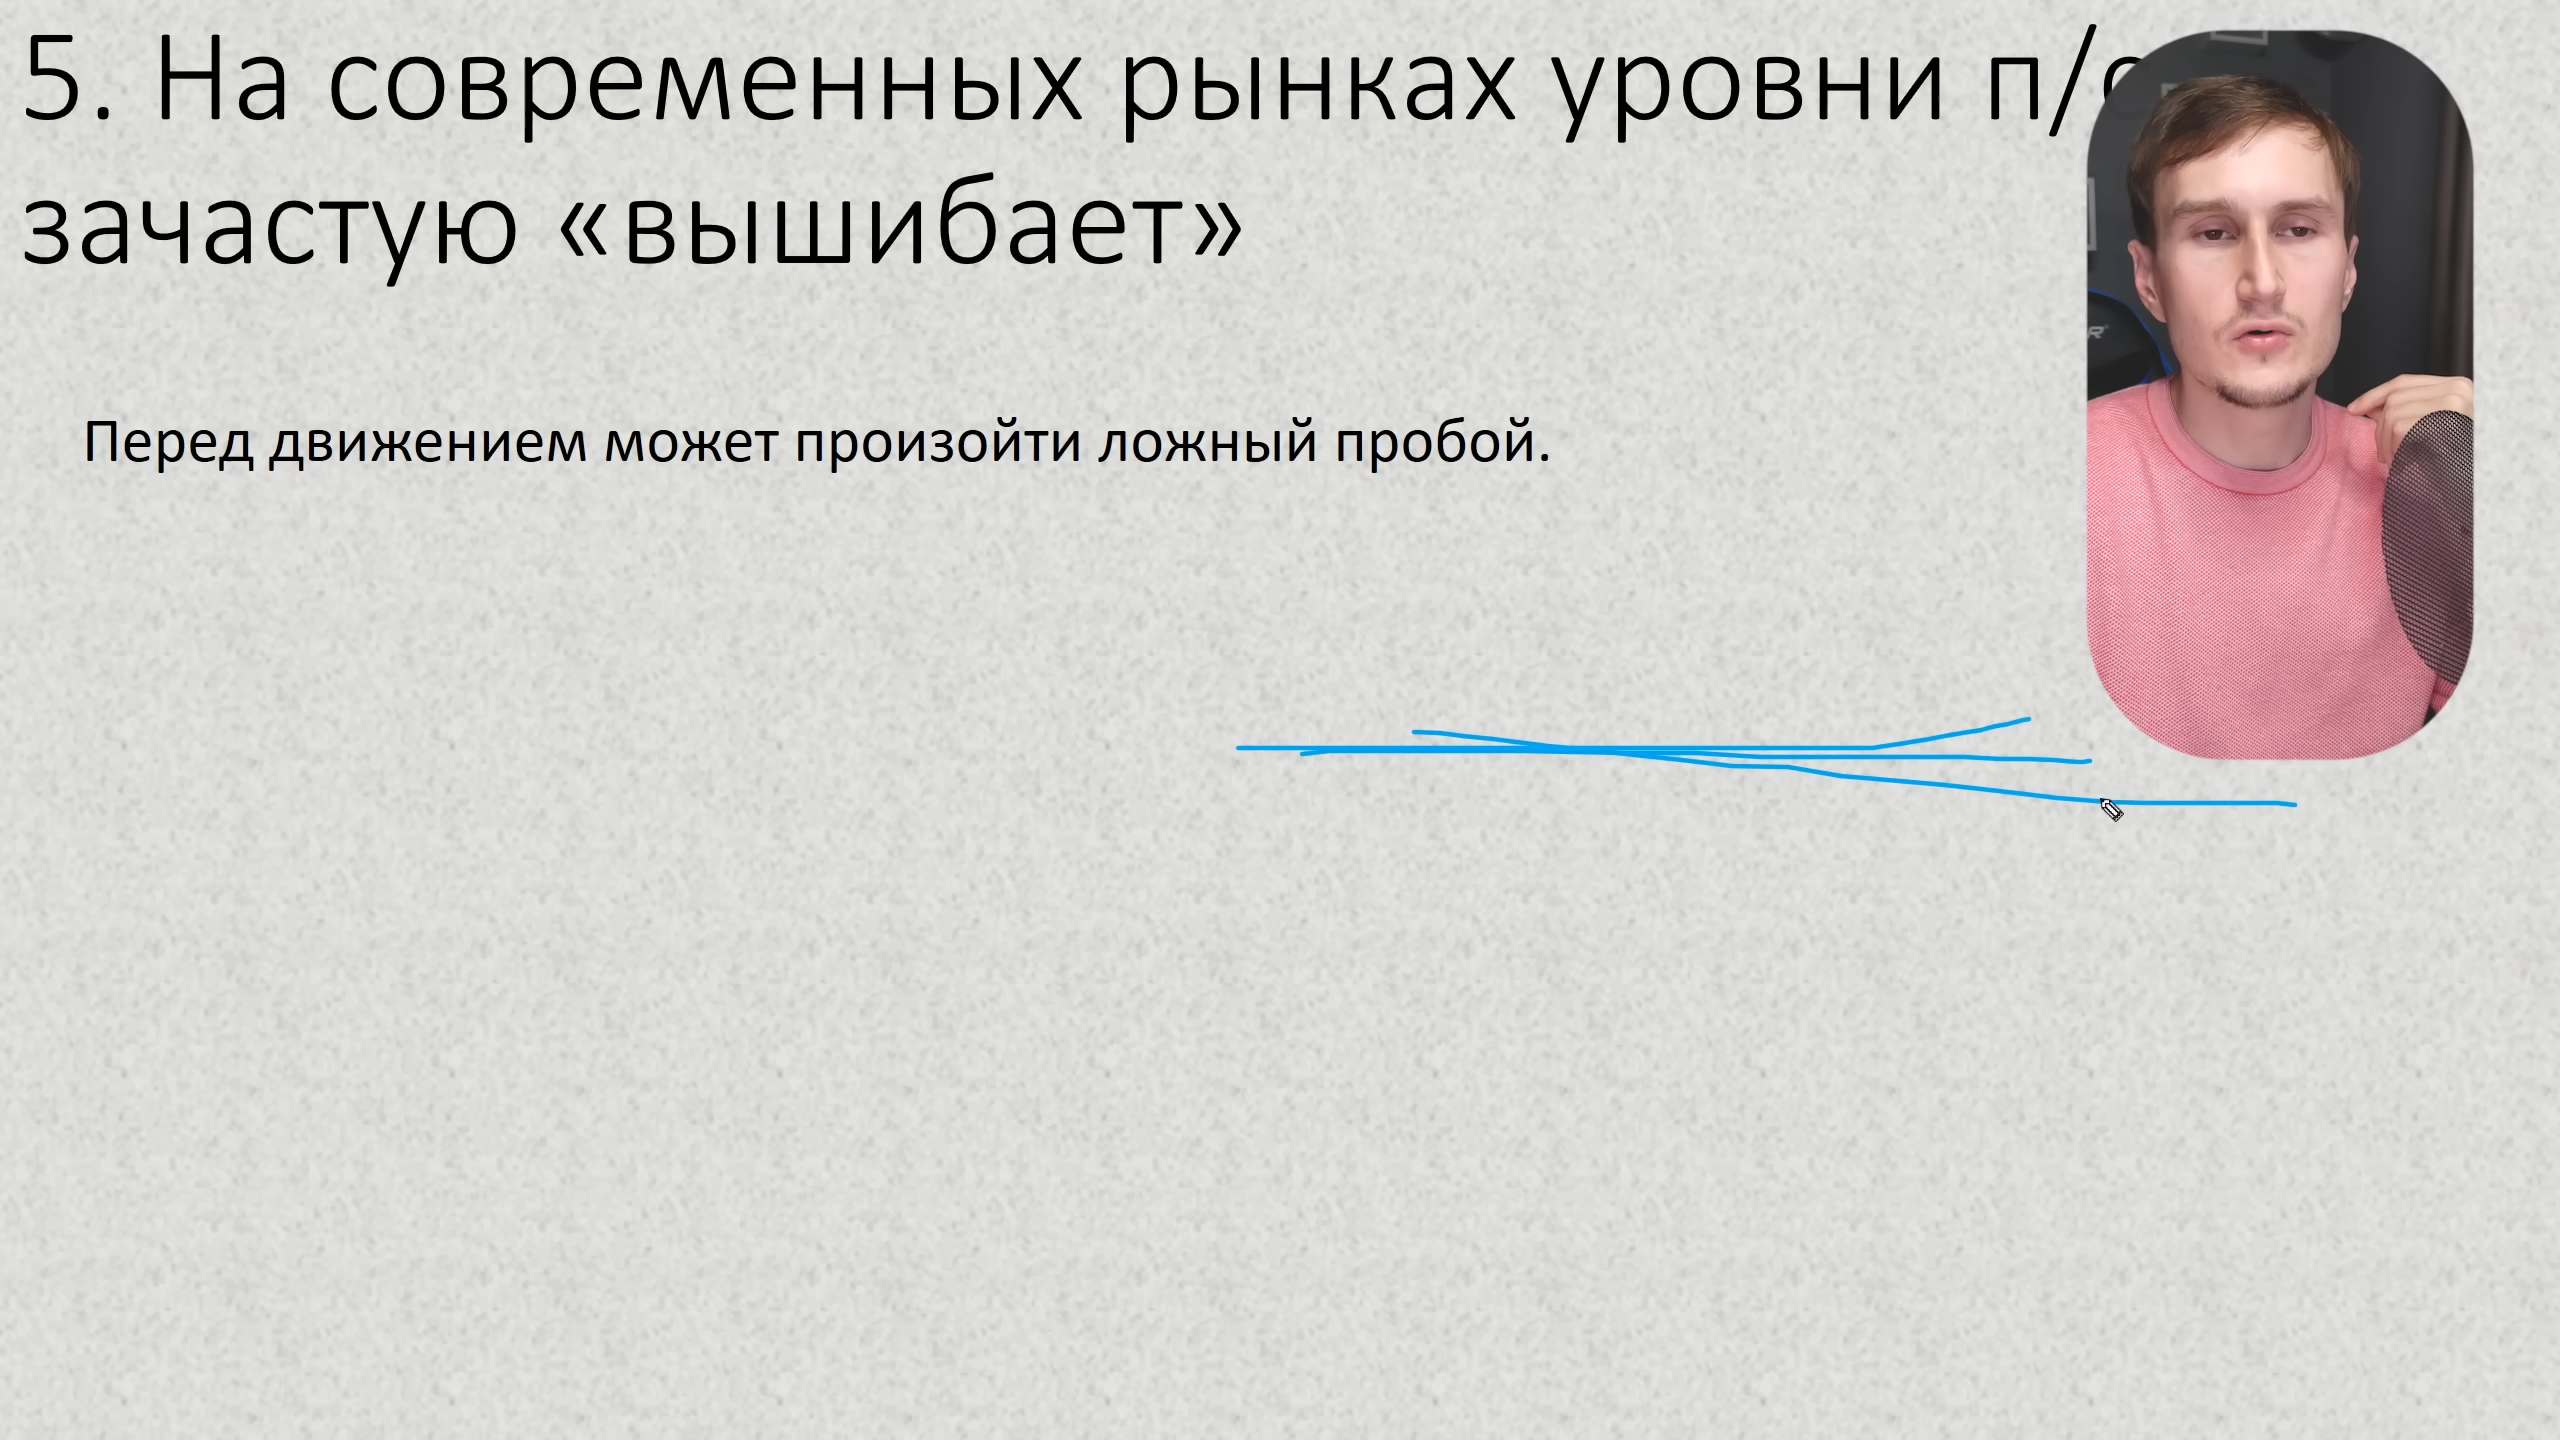 5. На современных рынках уровни п/с
зачастую «вышибает»
Перед движением может произойти ложный пробой.